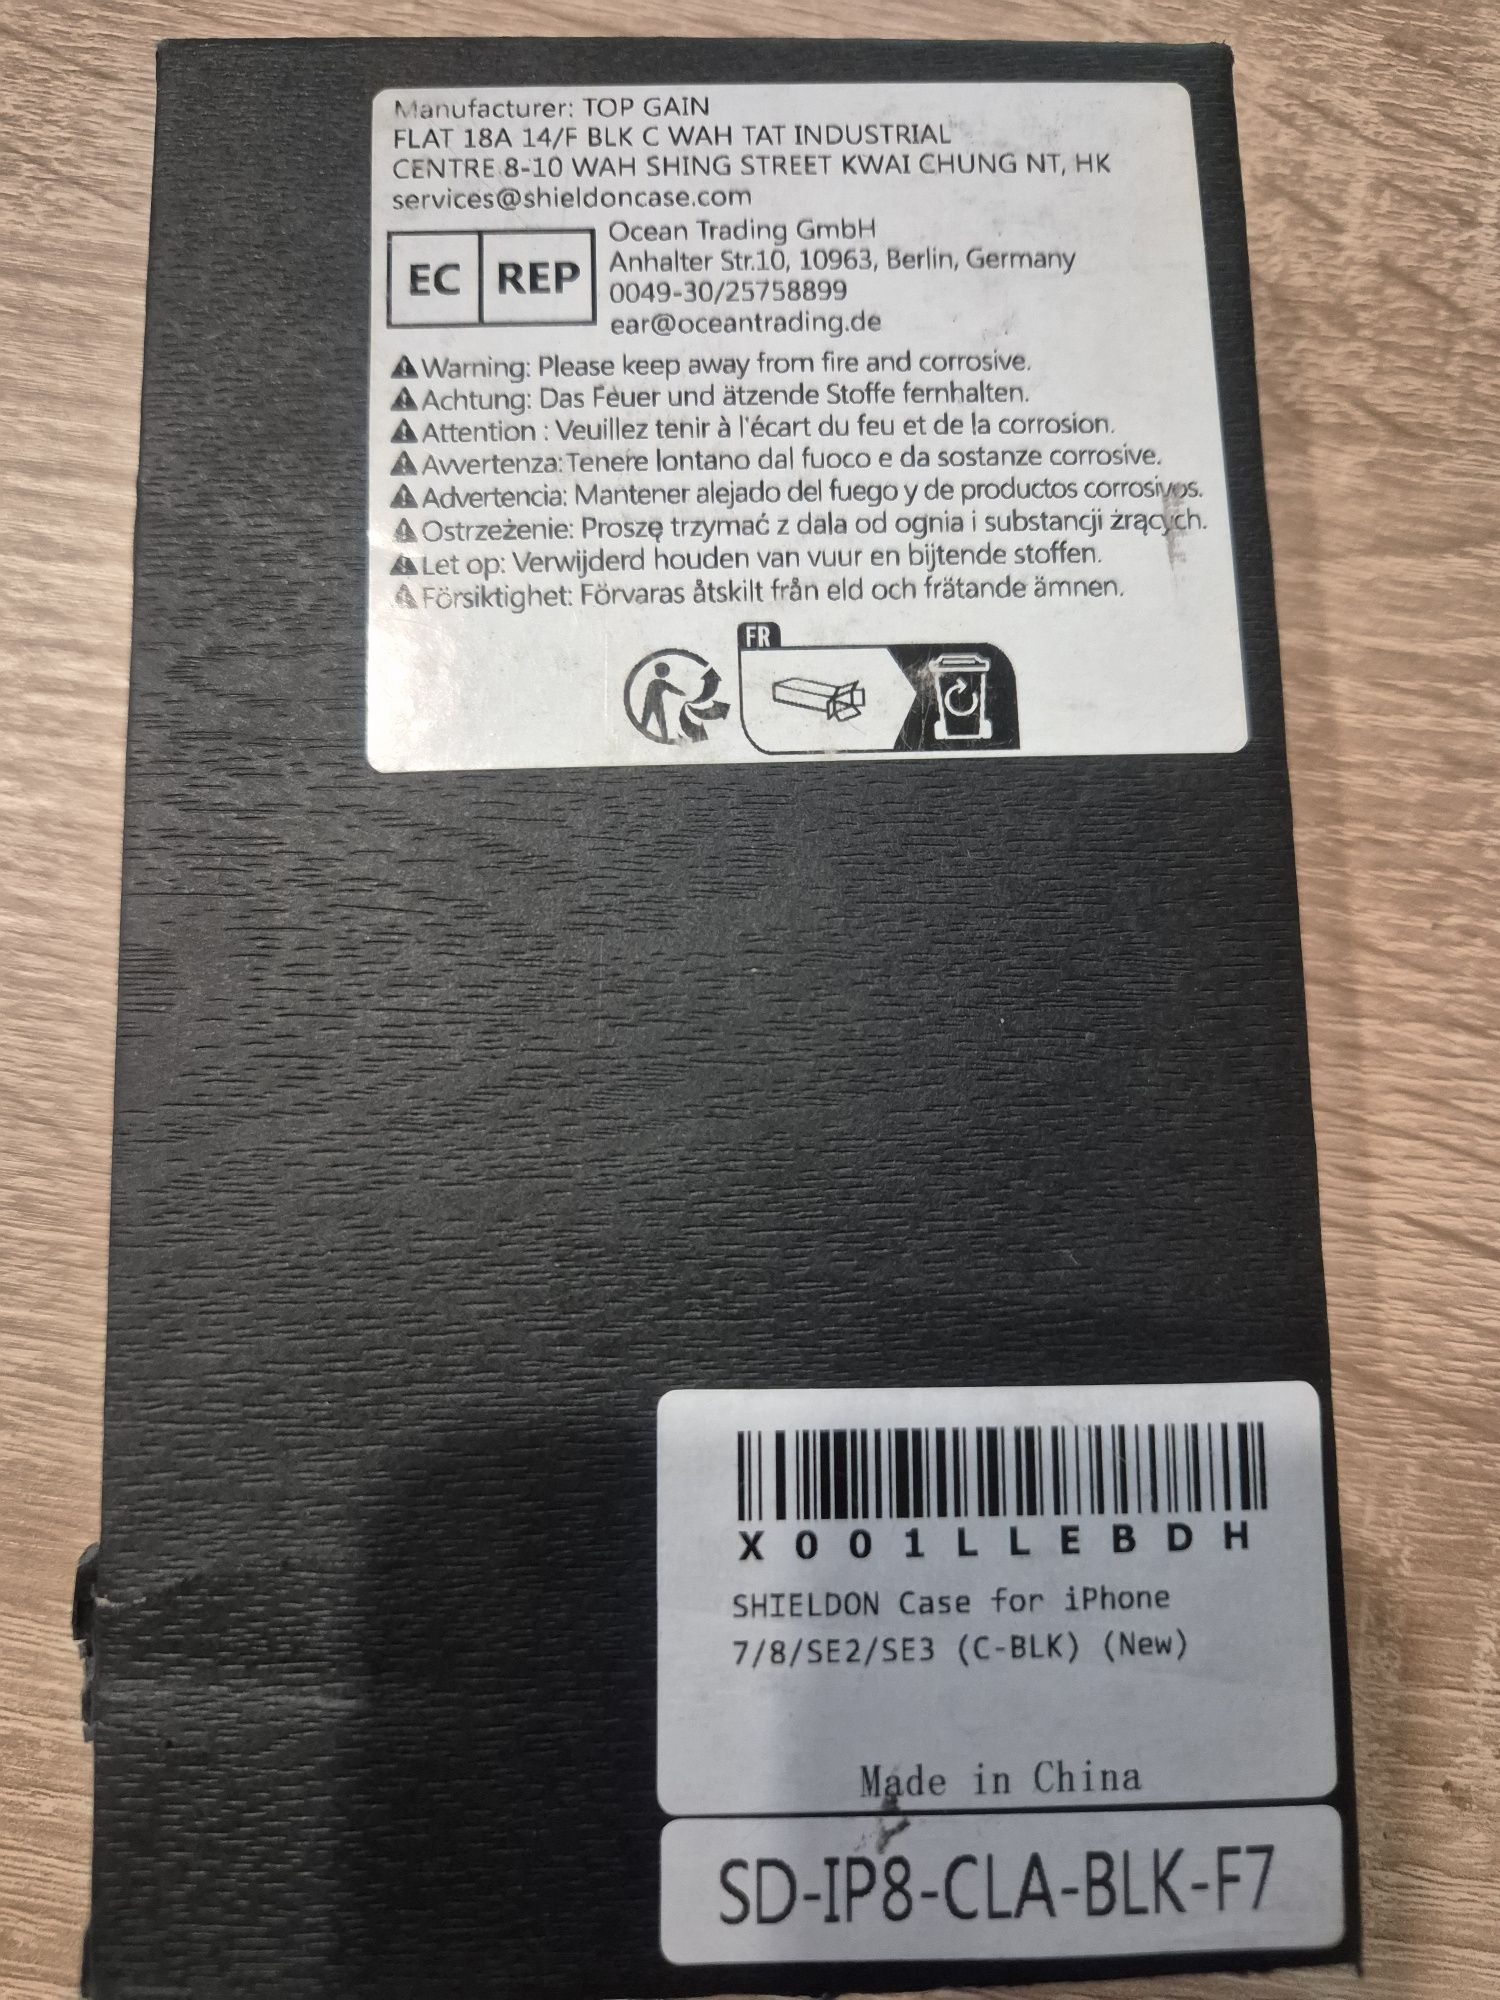 Manufacturer: TOP GAIN
FLAT 18A 14/F BLK C WAH TAT INDUSTRIAL
CENTRE 8-10 WAH SHING STREET KWAI CHUNG NT, HK
services@shieldoncase.com
EC REP
Ocean Trading GmbH
Anhalter Str.10, 10963, Berlin, Germany
0049-30/25758899
ear@oceantrading.de
Warning: Please keep away from fire and corrosive.
Achtung: Das Feuer und ätzende Stoffe fernhalten.
Attention : Veuillez tenir à l'écart du feu et de la corrosion.
Avvertenza: Tenere lontano dal fuoco e da sostanze corrosive.
Advertencia: Mantener alejado del fuego y de productos corrosivos.
Ostrzeżenie: Proszę trzymać z dala od ognia i substancji żrących.
Let op: Verwijderd houden van vuur en bijtende stoffen.
Försiktighet: Förvaras åtskilt från eld och frätande ämnen.
FR
X001LLEBDH
SHIELDON Case for iPhone
7/8/SE2/SE3 (C-BLK) (New)
Made in China
SD-IP8-CLA-BLK-F7